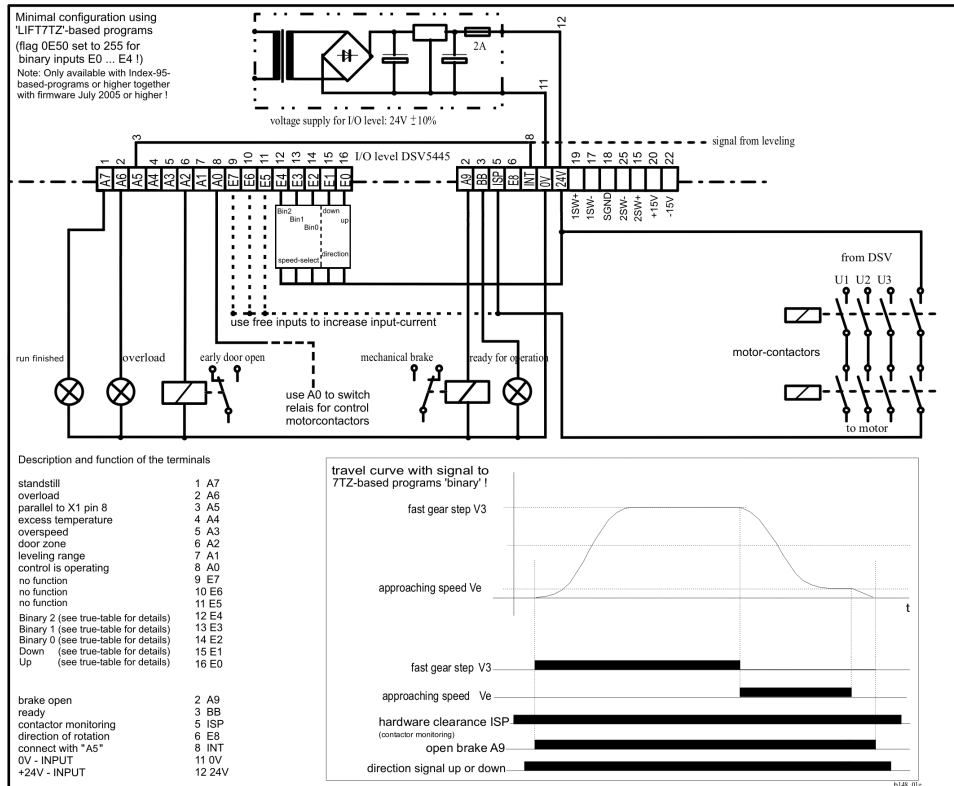 Minimal configuration using
'LIFT7TZ'-based programs
(flag 0E50 set to 255 for
binary inputs E0 ... E4 !)
Note: Only available with Index-95-
based-programs or higher together
with firmware July 2005 or higher !
2A
12
11
voltage supply for I/O level: 24V ±10%
3
8
signal from leveling
I/O level DSV5445
1 2 4 5 6 7 8 9 10 11 12 13 14 15 16
2 3 5 6
19 17 18 25 15 20 22
A7 A6 A5 A4 A3 A2 A1 A0 E7 E6 E5 E4 E3 E2 E1 E0
A9 BB ISP E8 INT 0V 24V
1SW+ 1SW- SGND 2SW- 2SW+ +15V -15V
Bin2 down
Bin1 up
Bin0
speed-select direction
from DSV
U1 U2 U3
use free inputs to increase input-current
motor-contactors
run finished overload early door open mechanical brake ready for operation
use A0 to switch
relais for control
motorcontactors
to motor
Description and function of the terminals
standstill 1 A7
overload 2 A6
parallel to X1 pin 8 3 A5
excess temperature 4 A4
overspeed 5 A3
door zone 6 A2
leveling range 7 A1
control is operating 8 A0
no function 9 E7
no function 10 E6
no function 11 E5
Binary 2 (see true-table for details) 12 E4
Binary 1 (see true-table for details) 13 E3
Binary 0 (see true-table for details) 14 E2
Down (see true-table for details) 15 E1
Up (see true-table for details) 16 E0
brake open 2 A9
ready 3 BB
contactor monitoring 5 ISP
direction of rotation 6 E8
connect with "A5" 8 INT
0V - INPUT 11 0V
+24V - INPUT 12 24V
travel curve with signal to
7TZ-based programs 'binary' !
fast gear step V3
approaching speed Ve
t
fast gear step V3
approaching speed Ve
hardware clearance ISP
(contactor monitoring)
open brake A9
direction signal up or down
b148_01e